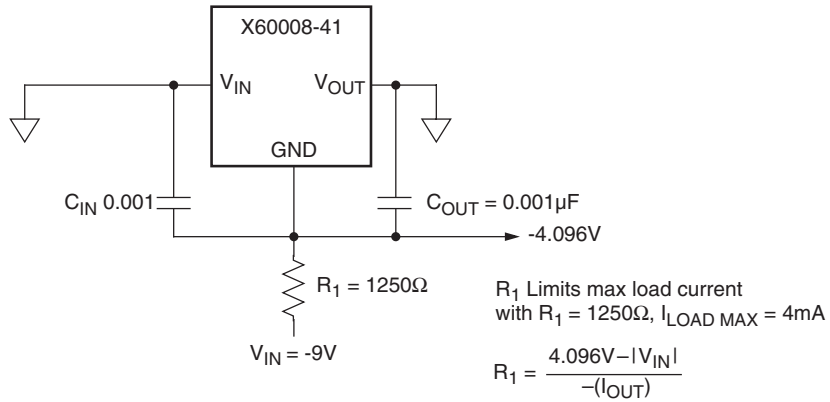 X60008-41
V_IN
V_OUT
GND
C_IN 0.001
C_OUT = 0.001µF
-4.096V
R_1 = 1250Ω
V_IN = -9V
R_1 Limits max load current
with R_1 = 1250Ω, I_LOAD MAX = 4mA
R_1 = 4.096V–|V_IN| / –(I_OUT)